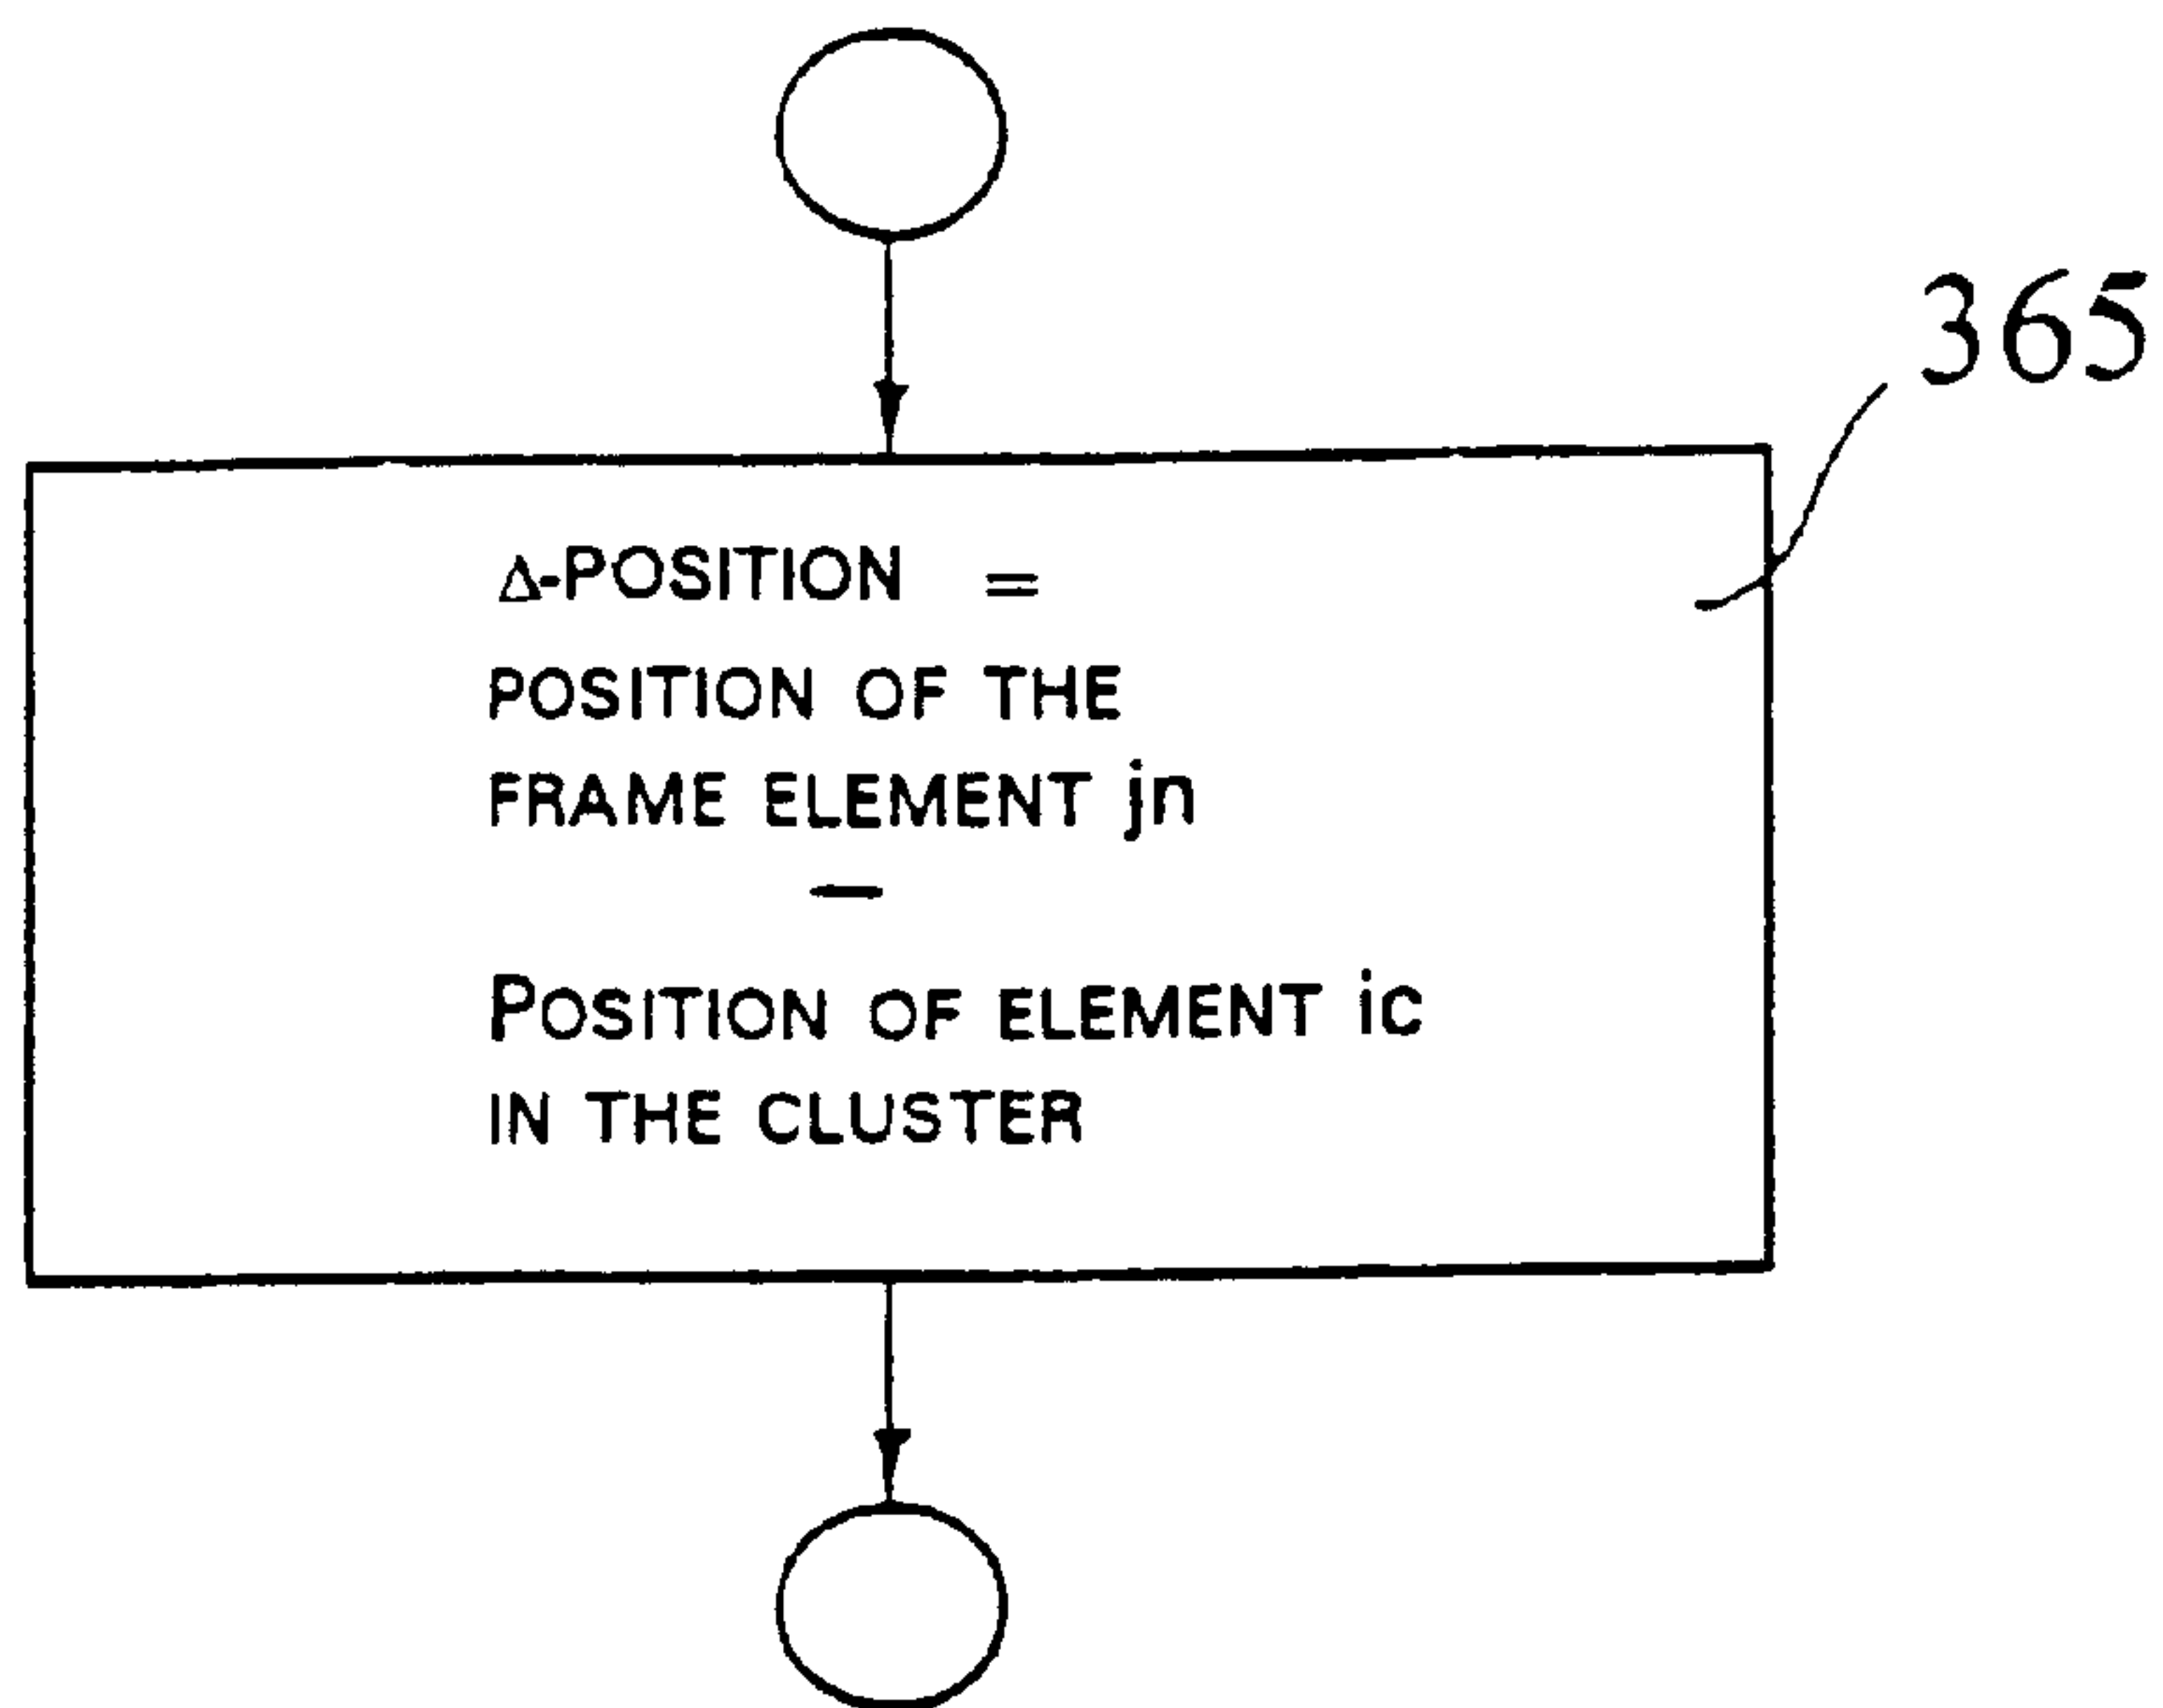 365
Δ-POSITION =
POSITION OF THE
FRAME ELEMENT jn
—
POSITION OF ELEMENT ic
IN THE CLUSTER